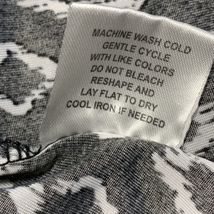 MACHINE WASH COLD
GENTLE CYCLE
WITH LIKE COLORS
DO NOT BLEACH
RESHAPE AND
LAY FLAT TO DRY
COOL IRON IF NEEDED